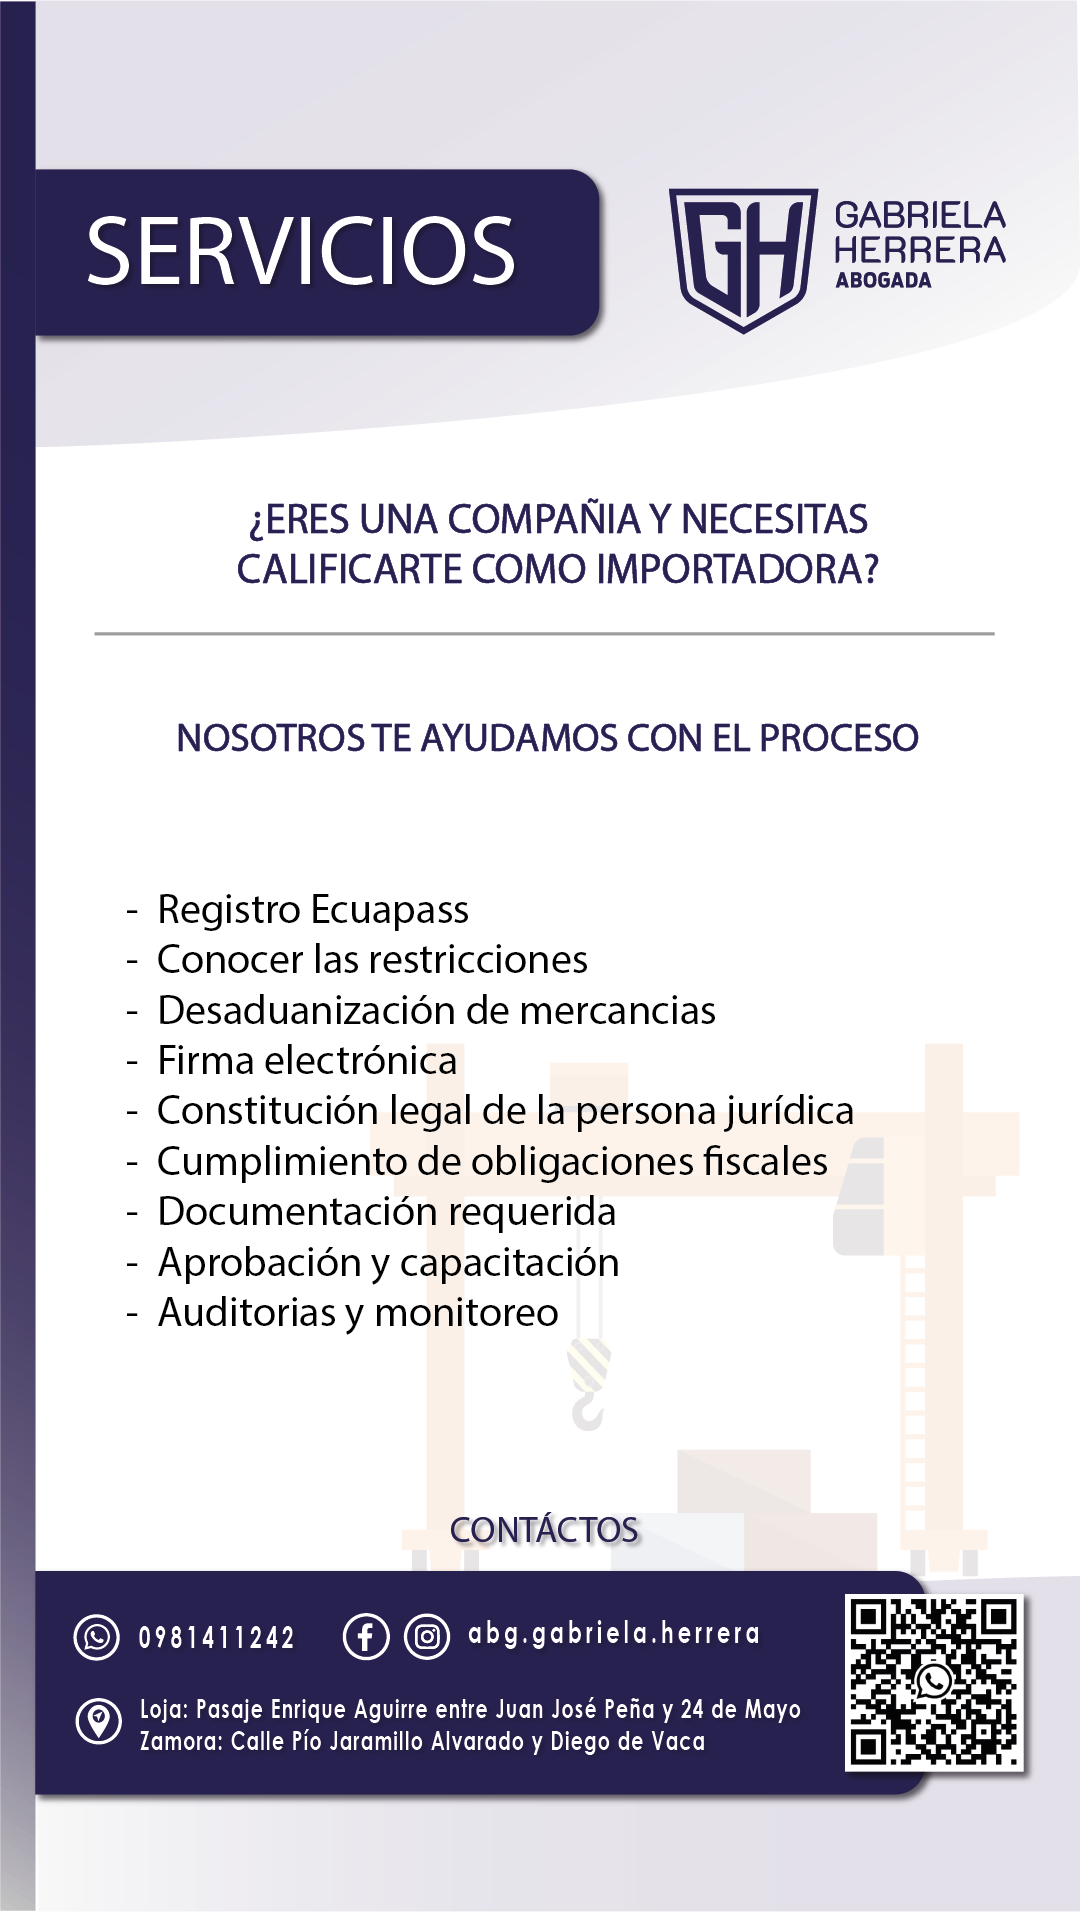 SERVICIOS
GH
GABRIELA
HERRERA
ABOGADA
¿ERES UNA COMPAÑIA Y NECESITAS
CALIFICARTE COMO IMPORTADORA?
NOSOTROS TE AYUDAMOS CON EL PROCESO
- Registro Ecuapass
- Conocer las restricciones
- Desaduanización de mercancias
- Firma electrónica
- Constitución legal de la persona jurídica
- Cumplimiento de obligaciones fiscales
- Documentación requerida
- Aprobación y capacitación
- Auditorias y monitoreo
CONTÁCTOS
0981411242
abg.gabriela.herrera
Loja: Pasaje Enrique Aguirre entre Juan José Peña y 24 de Mayo
Zamora: Calle Pío Jaramillo Alvarado y Diego de Vaca